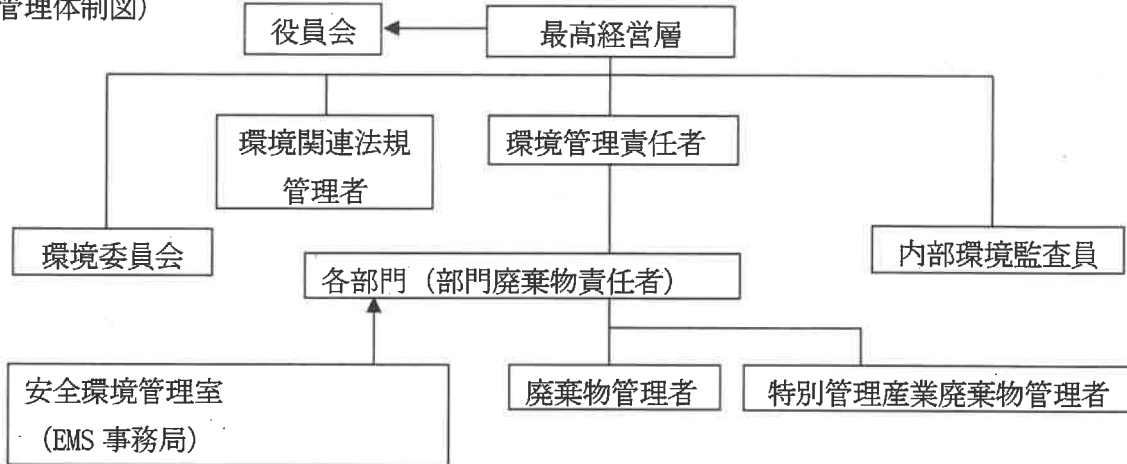 管理体制図)
役員会
最高経営層
環境関連法規
管理者
環境管理責任者
環境委員会
内部環境監査員
各部門（部門廃棄物責任者）
安全環境管理室
（EMS 事務局）
廃棄物管理者
特別管理産業廃棄物管理者